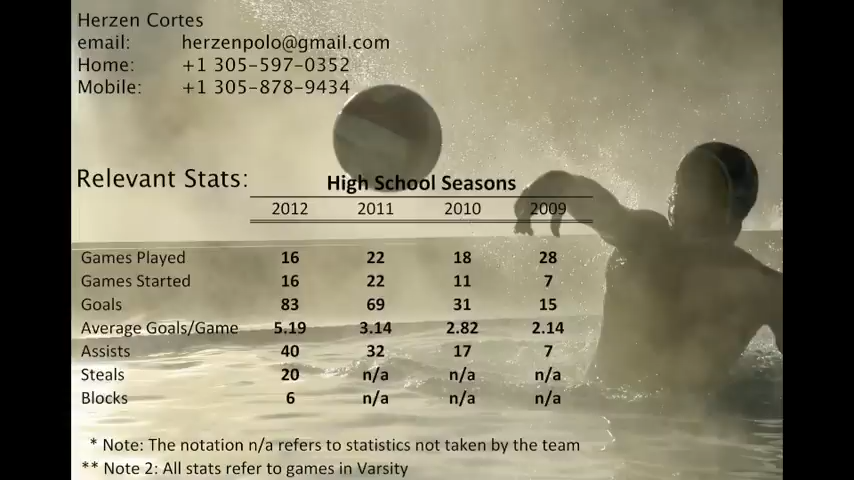 Herzen Cortes
email: herzenpolo@gmail.com
Home: +1 305-597-0352
Mobile: +1 305-878-9434
Relevant Stats: High School Seasons
2012 2011 2010 2009
Games Played 16 22 18 28
Games Started 16 22 11 7
Goals 83 69 31 15
Average Goals/Game 5.19 3.14 2.82 2.14
Assists 40 32 17 7
Steals 20 n/a n/a n/a
Blocks 6 n/a n/a n/a
* Note: The notation n/a refers to statistics not taken by the team
** Note 2: All stats refer to games in Varsity